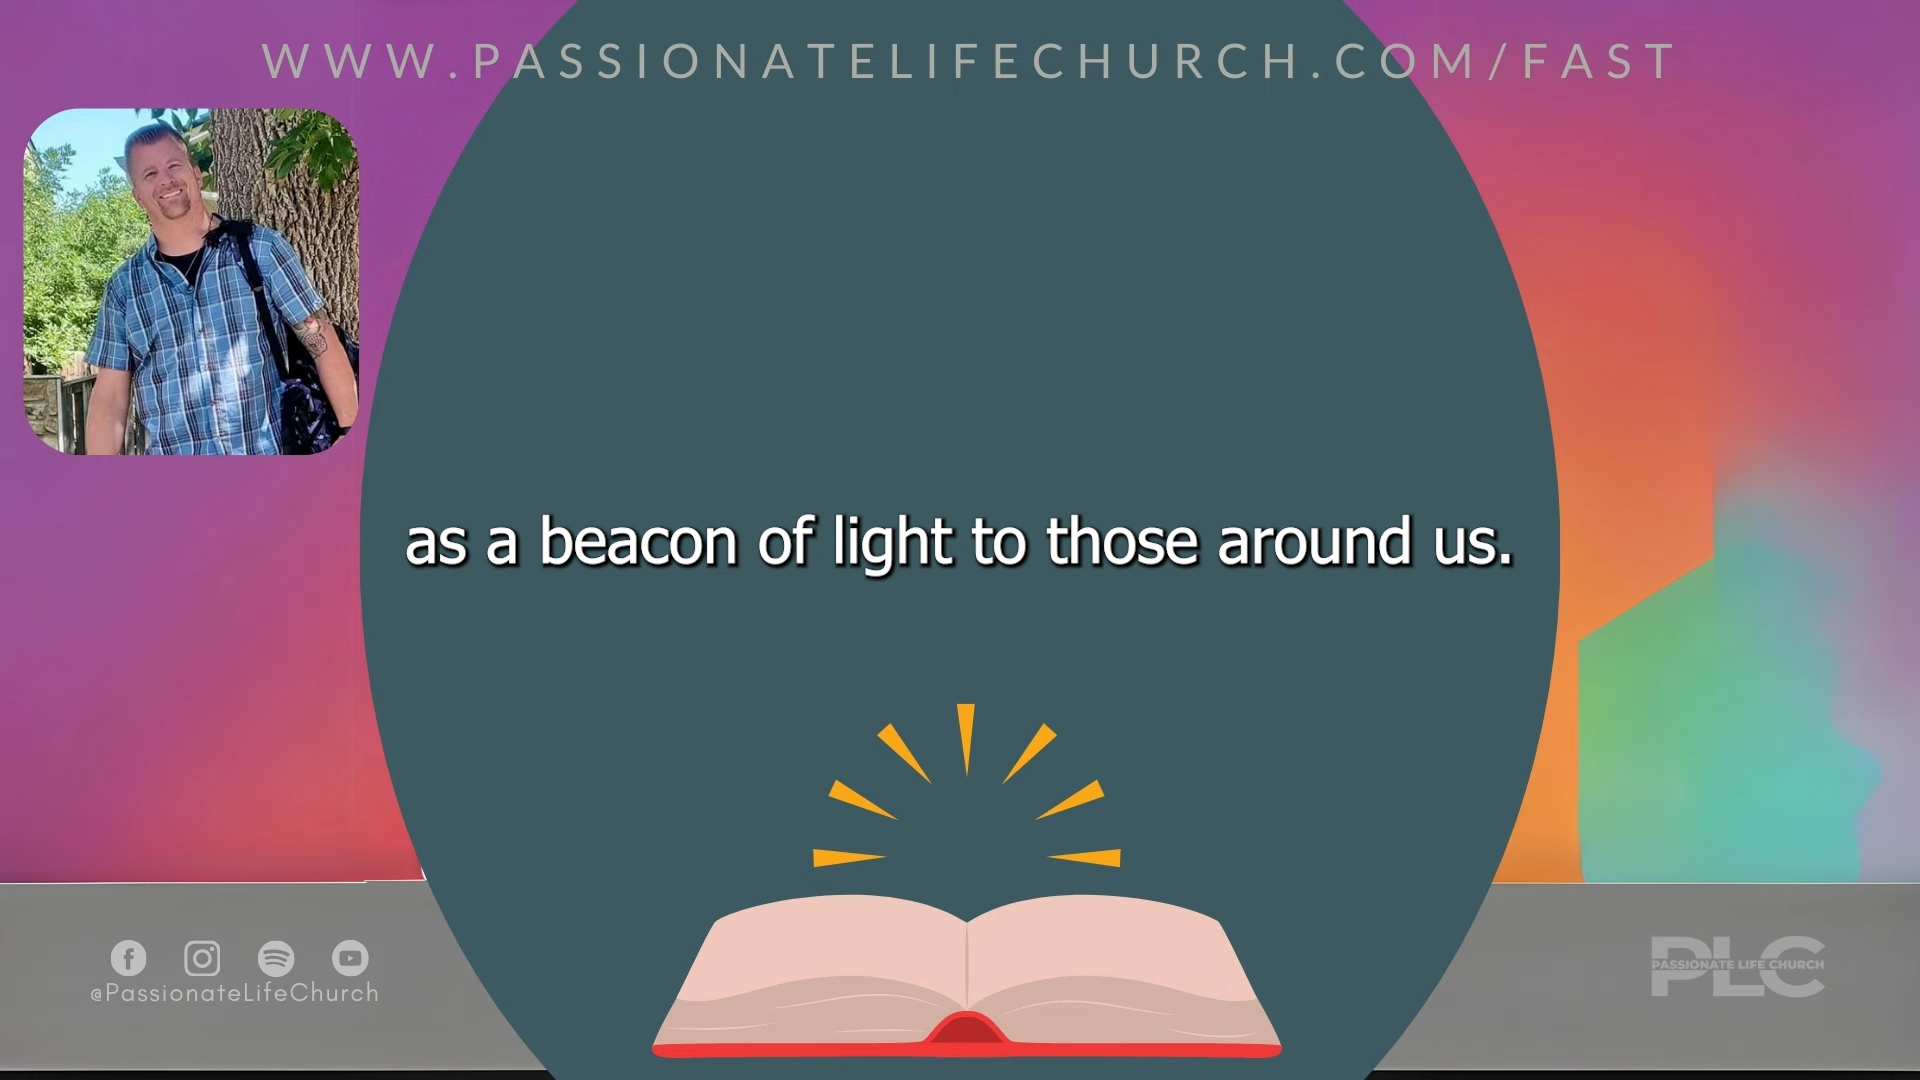 WWW.PASSIONATELIFECHURCH.COM/FAST
as a beacon of light to those around us.
@PassionateLifeChurch
PLC
PASSIONATE LIFE CHURCH